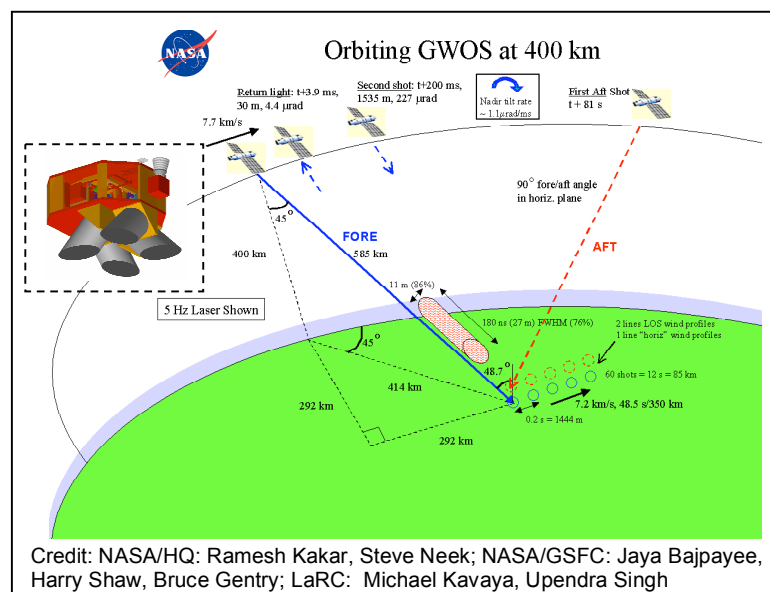 NASA
Orbiting GWOS at 400 km
Return light: t+3.9 ms,
30 m, 4.4 μrad
Second shot: t+200 ms,
1535 m, 227 μrad
Nadir tilt rate
~ 1.1μrad/ms
First Aft Shot
t + 81 s
7.7 km/s
90° fore/aft angle
in horiz. plane
45°
FORE
AFT
400 km
585 km
5 Hz Laser Shown
11 m (86%)
180 ns (27 m) FWHM (76%)
2 lines LOS wind profiles
1 line "horiz" wind profiles
45°
48.7°
414 km
60 shots = 12 s = 85 km
292 km
7.2 km/s, 48.5 s/350 km
0.2 s = 1444 m
292 km
Credit: NASA/HQ: Ramesh Kakar, Steve Neek; NASA/GSFC: Jaya Bajpayee,
Harry Shaw, Bruce Gentry; LaRC: Michael Kavaya, Upendra Singh